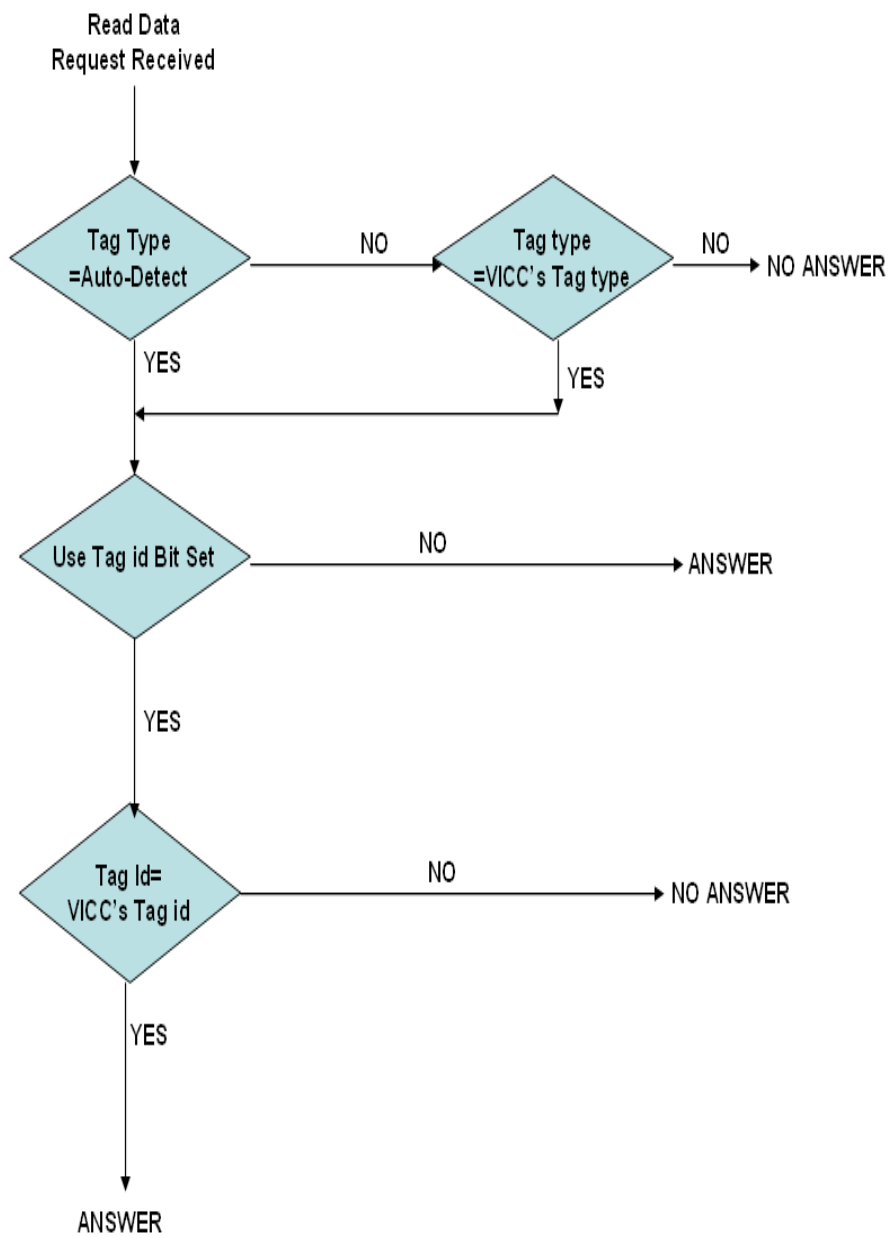 Read Data
Request Received
Tag Type
=Auto-Detect
NO
Tag type
=VICC's Tag type
NO
NO ANSWER
YES
YES
Use Tag id Bit Set
NO
ANSWER
YES
Tag Id=
VICC's Tag id
NO
NO ANSWER
YES
ANSWER